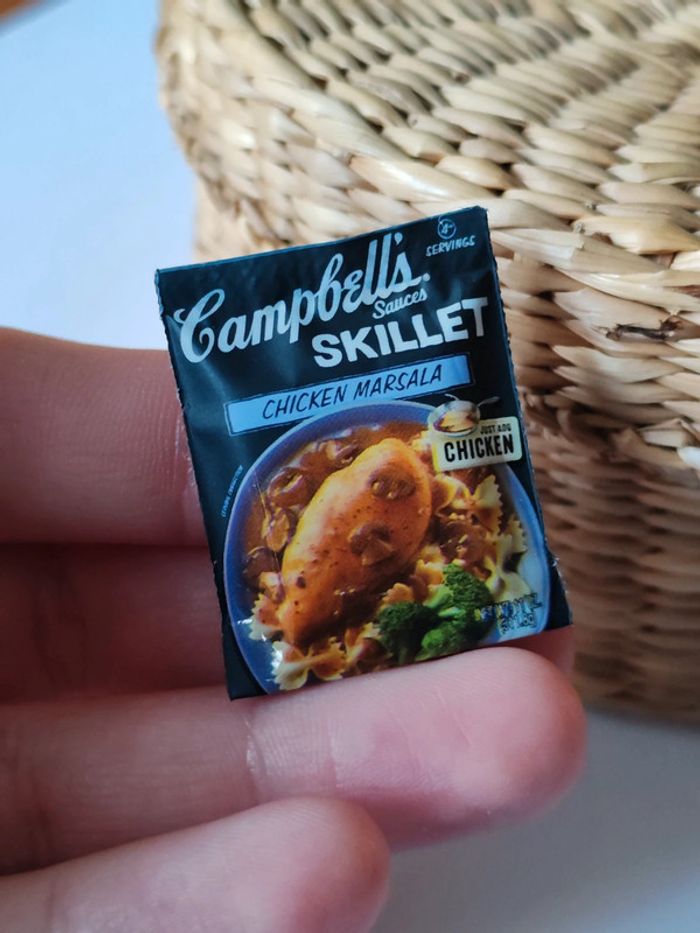 4
SERVINGS
Campbell's.
Sauces
SKILLET
CHICKEN MARSALA
JUST ADD
CHICKEN